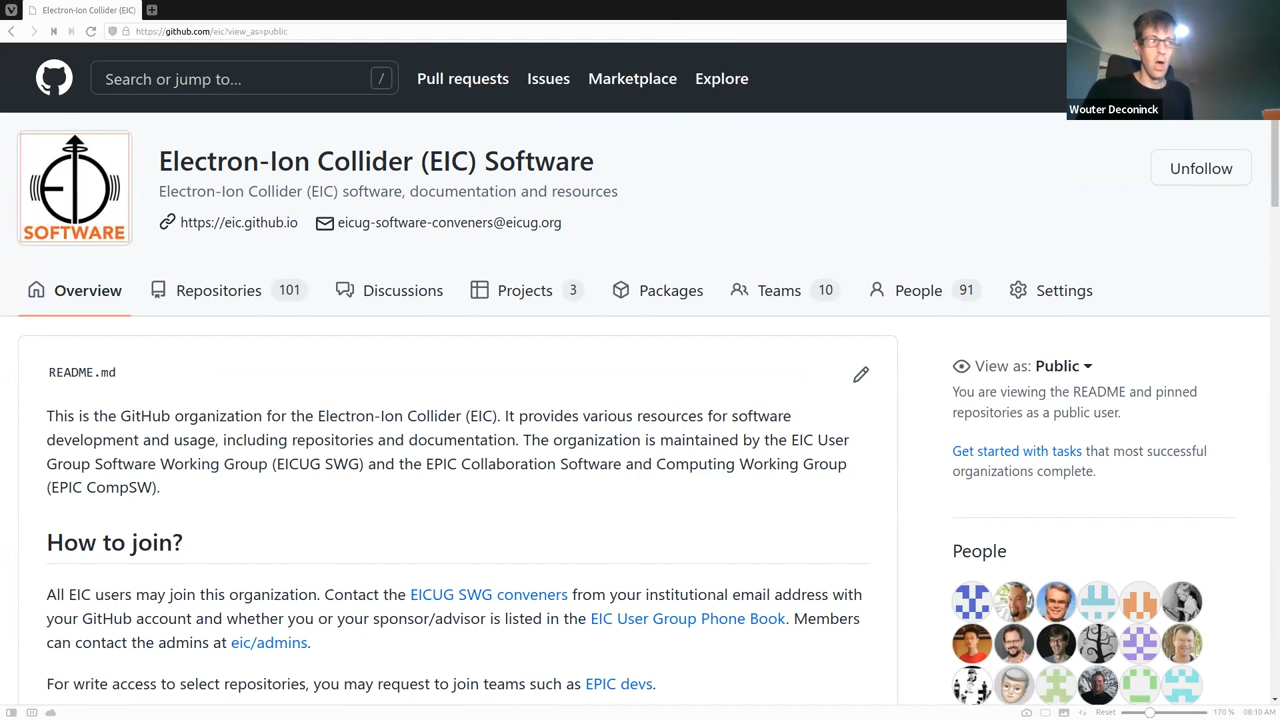 Electron-Ion Collider (EIC)
https://github.com/eic?view_as=public
Search or jump to...
/
Pull requests
Issues
Marketplace
Explore
Wouter Deconinck
EIC
SOFTWARE
Electron-Ion Collider (EIC) Software
Electron-Ion Collider (EIC) software, documentation and resources
https://eic.github.io
eicug-software-conveners@eicug.org
Unfollow
Overview
Repositories 101
Discussions
Projects 3
Packages
Teams 10
People 91
Settings
README.md
This is the GitHub organization for the Electron-Ion Collider (EIC). It provides various resources for software
development and usage, including repositories and documentation. The organization is maintained by the EIC User
Group Software Working Group (EICUG SWG) and the EPIC Collaboration Software and Computing Working Group
(EPIC CompSW).
How to join?
All EIC users may join this organization. Contact the EICUG SWG conveners from your institutional email address with
your GitHub account and whether you or your sponsor/advisor is listed in the EIC User Group Phone Book. Members
can contact the admins at eic/admins.
For write access to select repositories, you may request to join teams such as EPIC devs.
View as: Public
You are viewing the README and pinned
repositories as a public user.
Get started with tasks that most successful
organizations complete.
People
Reset
170 %
08:10 AM